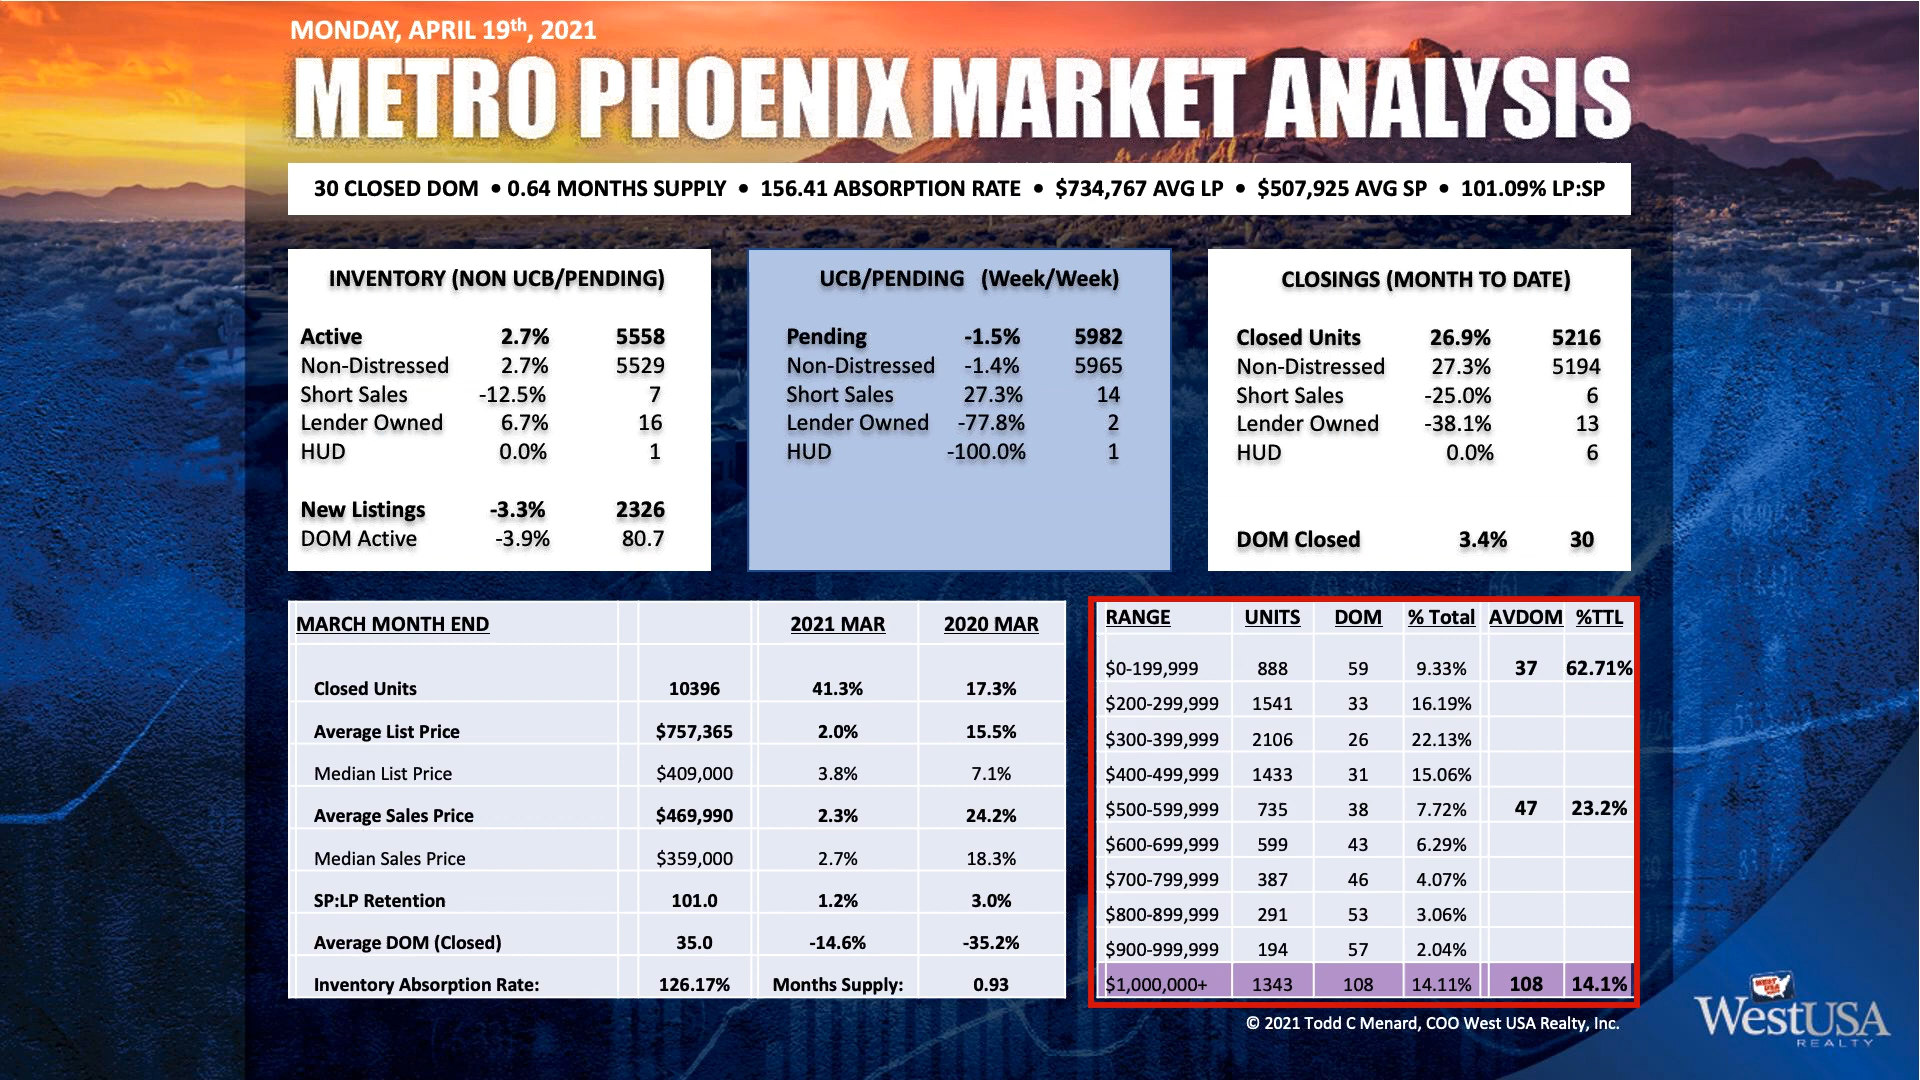 MONDAY, APRIL 19th, 2021
METRO PHOENIX MARKET ANALYSIS
30 CLOSED DOM • 0.64 MONTHS SUPPLY • 156.41 ABSORPTION RATE • $734,767 AVG LP • $507,925 AVG SP • 101.09% LP:SP
INVENTORY (NON UCB/PENDING)
Active 2.7% 5558
Non-Distressed 2.7% 5529
Short Sales -12.5% 7
Lender Owned 6.7% 16
HUD 0.0% 1
New Listings -3.3% 2326
DOM Active -3.9% 80.7
UCB/PENDING (Week/Week)
Pending -1.5% 5982
Non-Distressed -1.4% 5965
Short Sales 27.3% 14
Lender Owned -77.8% 2
HUD -100.0% 1
CLOSINGS (MONTH TO DATE)
Closed Units 26.9% 5216
Non-Distressed 27.3% 5194
Short Sales -25.0% 6
Lender Owned -38.1% 13
HUD 0.0% 6
DOM Closed 3.4% 30
MARCH MONTH END 2021 MAR 2020 MAR
Closed Units 10396 41.3% 17.3%
Average List Price $757,365 2.0% 15.5%
Median List Price $409,000 3.8% 7.1%
Average Sales Price $469,990 2.3% 24.2%
Median Sales Price $359,000 2.7% 18.3%
SP:LP Retention 101.0 1.2% 3.0%
Average DOM (Closed) 35.0 -14.6% -35.2%
Inventory Absorption Rate: 126.17% Months Supply: 0.93
RANGE UNITS DOM % Total AVDOM %TTL
$0-199,999 888 59 9.33% 37 62.71%
$200-299,999 1541 33 16.19%
$300-399,999 2106 26 22.13%
$400-499,999 1433 31 15.06%
$500-599,999 735 38 7.72% 47 23.2%
$600-699,999 599 43 6.29%
$700-799,999 387 46 4.07%
$800-899,999 291 53 3.06%
$900-999,999 194 57 2.04%
$1,000,000+ 1343 108 14.11% 108 14.1%
© 2021 Todd C Menard, COO West USA Realty, Inc.
WEST USA
WestUSA
REALTY